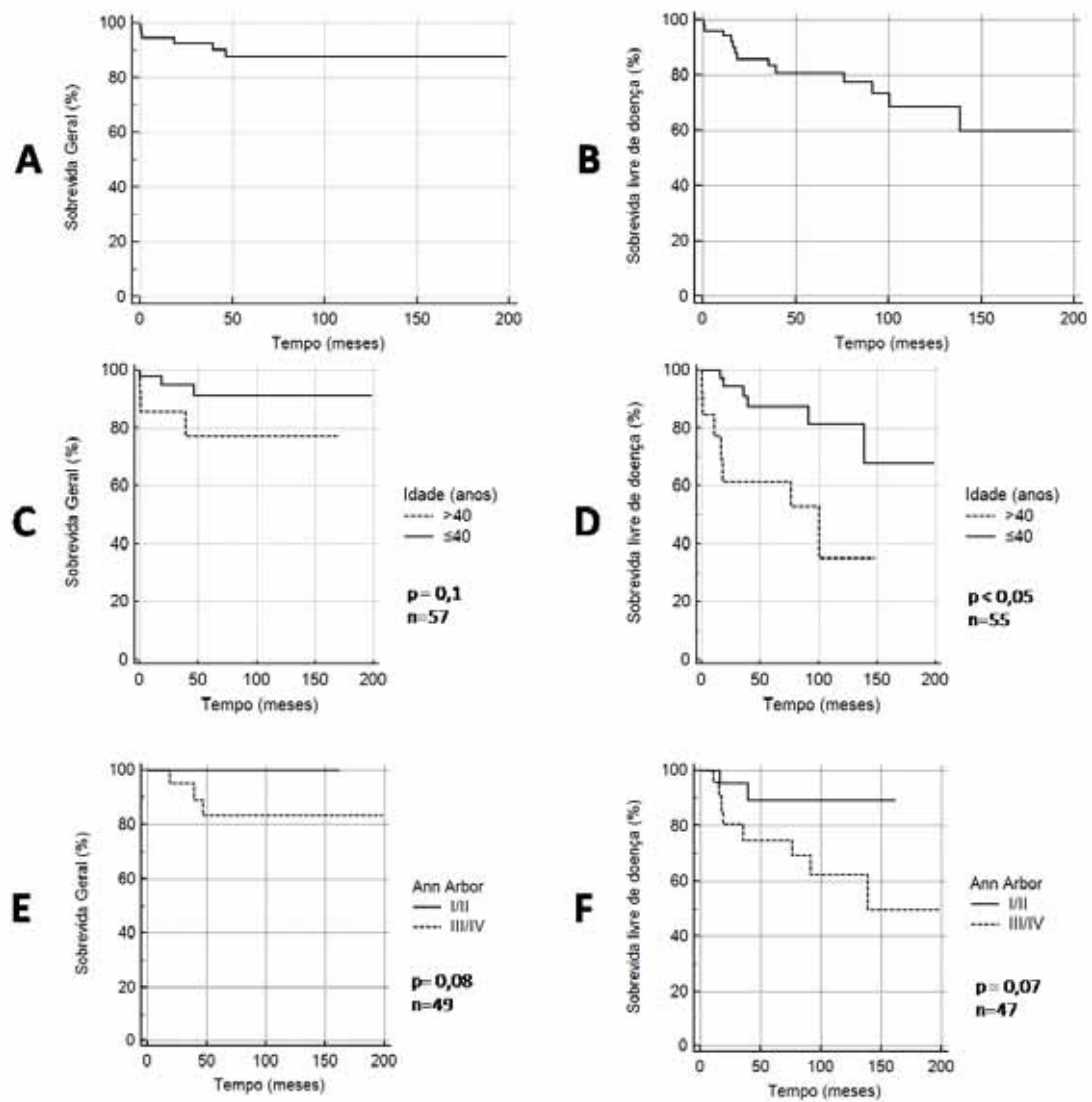 A
Sobrevida Geral (%)
100
80
60
40
20
0
0 50 100 150 200
Tempo (meses)
B
Sobrevida livre de doença (%)
100
80
60
40
20
0
0 50 100 150 200
Tempo (meses)
C
Sobrevida Geral (%)
100
80
60
40
20
0
0 50 100 150 200
Tempo (meses)
Idade (anos)
>40
≤40
p= 0,1
n=57
D
Sobrevida livre de doença (%)
100
80
60
40
20
0
0 50 100 150 200
Tempo (meses)
Idade (anos)
>40
≤40
p< 0,05
n=55
E
Sobrevida Geral (%)
100
80
60
40
20
0
0 50 100 150 200
Tempo (meses)
Ann Arbor
I/II
III/IV
p= 0,08
n=49
F
Sobrevida livre de doença (%)
100
80
60
40
20
0
0 50 100 150 200
Tempo (meses)
Ann Arbor
I/II
III/IV
p= 0,07
n=47